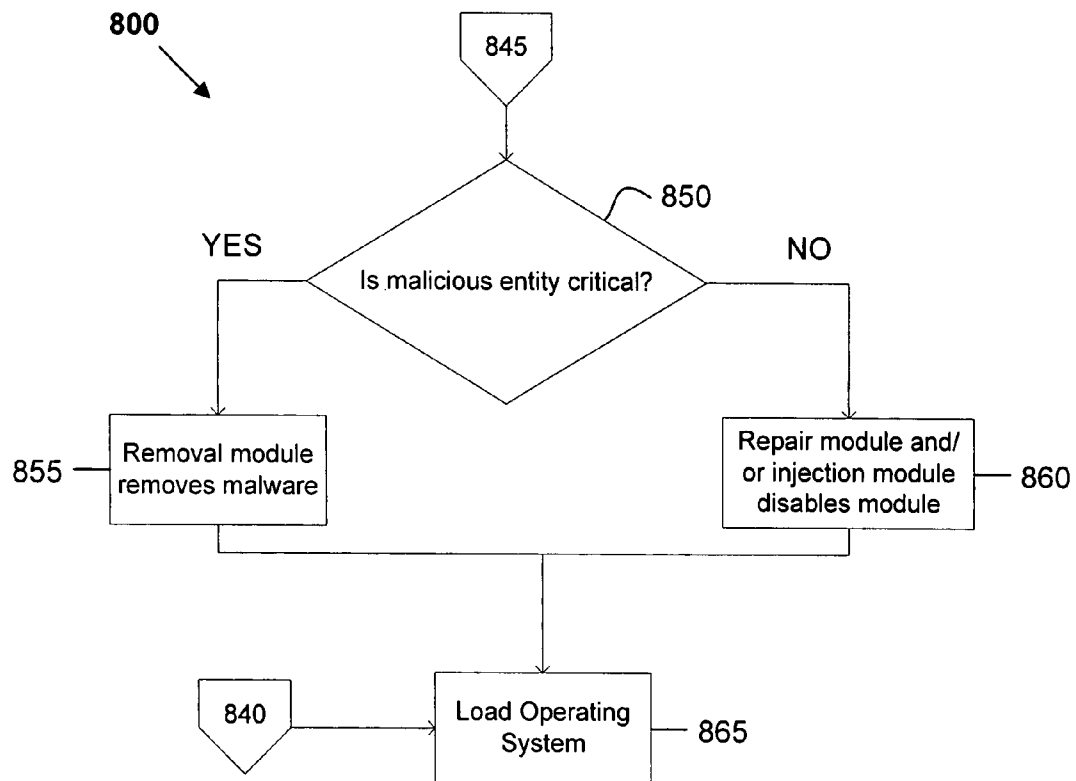 800
845
850
YES
NO
Is malicious entity critical?
855
Removal module
removes malware
Repair module and/
or injection module
disables module
860
840
Load Operating
System
865